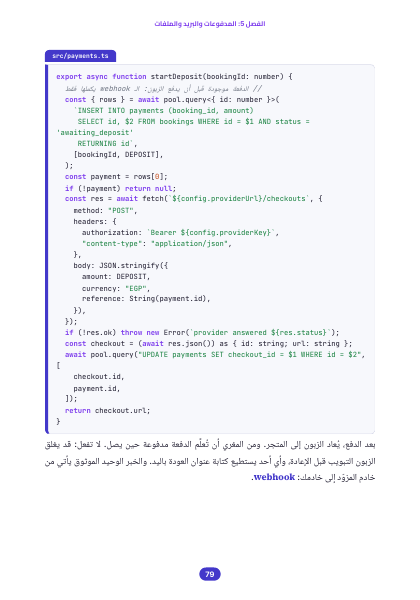 الفصل 5: المدفوعات والبريد والملفات
src/payments.ts
export async function startDeposit(bookingId: number) {
// الدفعة موجودة قبل أن يدفع الزبون: الـ webhook يكملها فقط
const { rows } = await pool.query<{ id: number }>(
`INSERT INTO payments (booking_id, amount)
SELECT id, $2 FROM bookings WHERE id = $1 AND status =
'awaiting_deposit'
RETURNING id`,
[bookingId, DEPOSIT],
);
const payment = rows[0];
if (!payment) return null;
const res = await fetch(`${config.providerUrl}/checkouts`, {
method: "POST",
headers: {
authorization: `Bearer ${config.providerKey}`,
"content-type": "application/json",
},
body: JSON.stringify({
amount: DEPOSIT,
currency: "EGP",
reference: String(payment.id),
}),
});
if (!res.ok) throw new Error(`provider answered ${res.status}`);
const checkout = (await res.json()) as { id: string; url: string };
await pool.query("UPDATE payments SET checkout_id = $1 WHERE id = $2",
[
checkout.id,
payment.id,
]);
return checkout.url;
}
بعد الدفع، يُعاد الزبون إلى المتجر. ومن المغري أن تُعلَّم الدفعة مدفوعة حين يصل. لا تفعل: قد يغلق
الزبون التبويب قبل الإعادة، وأي أحد يستطيع كتابة عنوان العودة باليد. والخبر الوحيد الموثوق يأتي من
خادم المزوّد إلى خادمك: webhook.
79